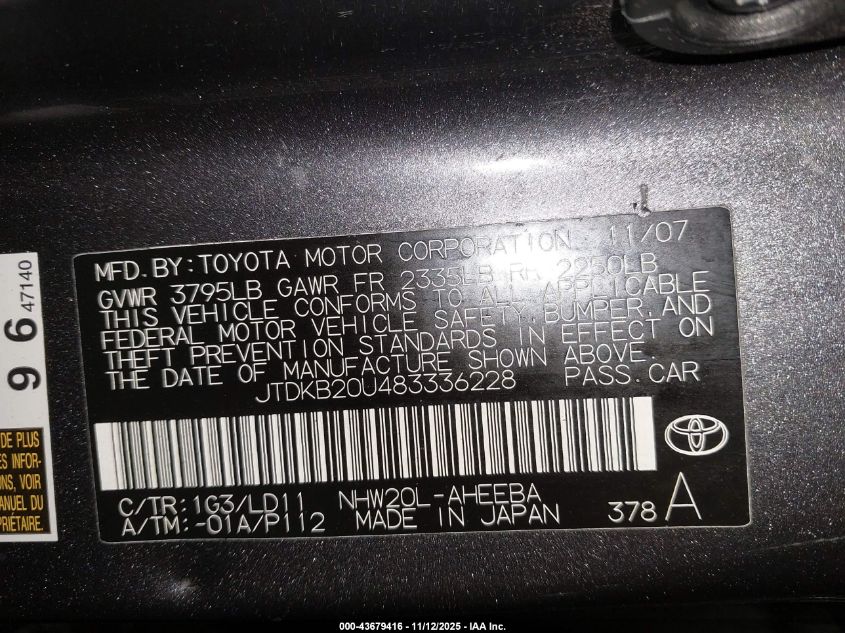 MFD. BY: TOYOTA MOTOR CORPORATION 11/07
GVWR 3795LB GAWR FR 2335LB RR 2250LB
THIS VEHICLE CONFORMS TO ALL APPLICABLE
FEDERAL MOTOR VEHICLE SAFETY, BUMPER, AND
THEFT PREVENTION STANDARDS IN EFFECT ON
THE DATE OF MANUFACTURE SHOWN ABOVE.
JTDKB20U483336228 PASS. CAR
C/TR: 1G3/LD11 NHW20L-AHEEBA
A/TM: -01A/P112 MADE IN JAPAN 378 A
96 47140
DE PLUS
ES INFOR-
ONS, VOIR
ANUEL DU
PRIÉTAIRE.
000-43679416 - 11/12/2025 - IAA Inc.